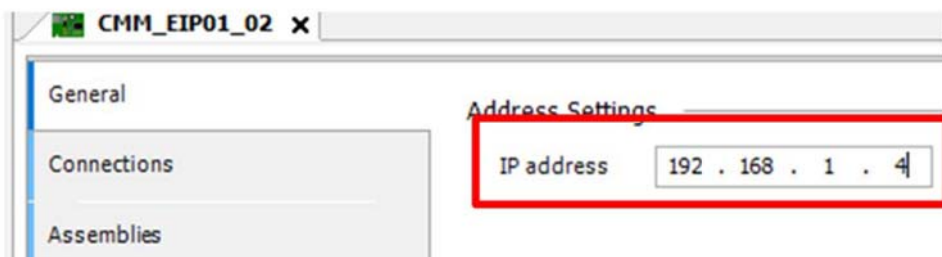 CMM_EIP01_02 X
General
Address Settings
Connections
IP address 192 . 168 . 1 . 4
Assemblies